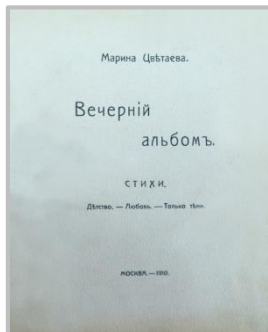 Марина Цвѣтаева.
Вечерній
альбомъ.
СТИХИ.
Дѣтство. — Любовь. — Только тѣни.
МОСКВА. — 1910.